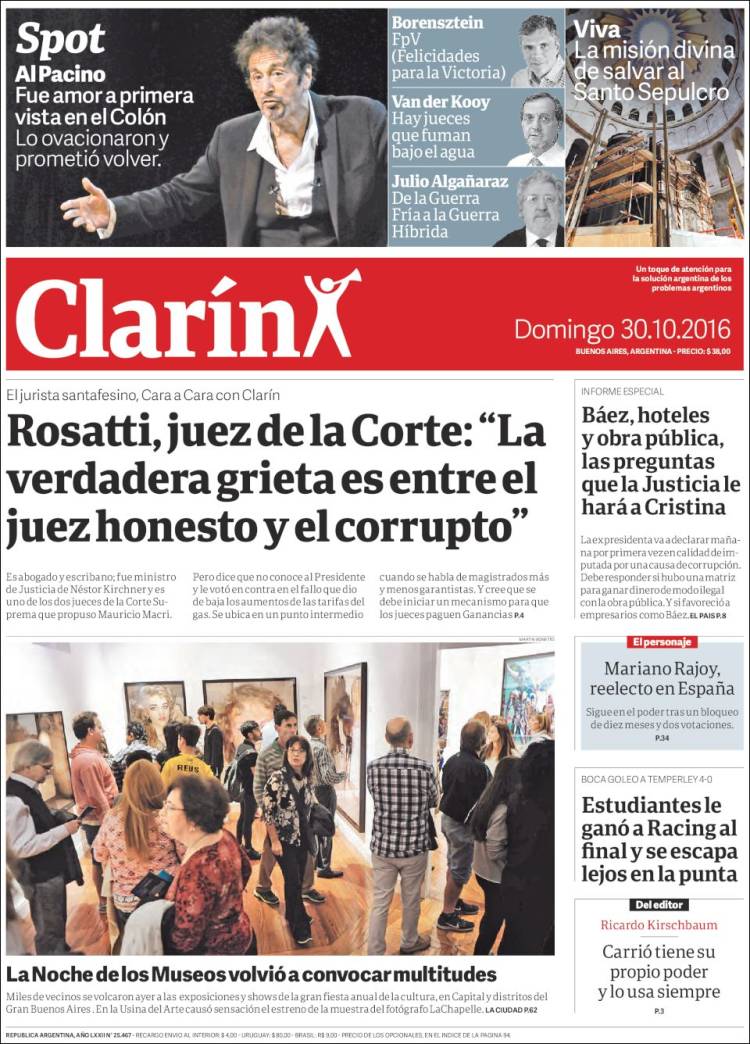 Spot
Al Pacino
Fue amor a primera
vista en el Colón
Lo ovacionaron y
prometió volver.
Borensztein
FpV
(Felicidades
para la Victoria)
Van der Kooy
Hay jueces
que fuman
bajo el agua
Julio Algañaraz
De la Guerra
Fría a la Guerra
Híbrida
Viva
La misión divina
de salvar al
Santo Sepulcro
Clarín
Un toque de atención para
la solución argentina de los
problemas argentinos
Domingo 30.10.2016
BUENOS AIRES, ARGENTINA - PRECIO: $ 38,00
El jurista santafesino, Cara a Cara con Clarín
Rosatti, juez de la Corte: “La
verdadera grieta es entre el
juez honesto y el corrupto”
Es abogado y escribano; fue ministro
de Justicia de Néstor Kirchner y es
uno de los dos jueces de la Corte Su-
prema que propuso Mauricio Macri.
Pero dice que no conoce al Presidente
y le votó en contra en el fallo que dio
de baja los aumentos de las tarifas del
gas. Se ubica en un punto intermedio
cuando se habla de magistrados más
y menos garantistas. Y cree que se
debe iniciar un mecanismo para que
los jueces paguen Ganancias P.4
INFORME ESPECIAL
Báez, hoteles
y obra pública,
las preguntas
que la Justicia le
hará a Cristina
La ex presidenta va a declarar maña-
na por primera vez en calidad de im-
putada por una causa de corrupción.
Debe responder si hubo una matriz
para ganar dinero de modo ilegal
con la obra pública. Y si favoreció a
empresarios como Báez. EL PAIS P.8
MARTIN BONETTO
REUS
El personaje
Mariano Rajoy,
reelecto en España
Sigue en el poder tras un bloqueo
de diez meses y dos votaciones.
P.34
BOCA GOLEO A TEMPERLEY 4-0
Estudiantes le
ganó a Racing al
final y se escapa
lejos en la punta
Del editor
Ricardo Kirschbaum
Carrió tiene su
propio poder
y lo usa siempre
P.3
La Noche de los Museos volvió a convocar multitudes
Miles de vecinos se volcaron ayer a las exposiciones y shows de la gran fiesta anual de la cultura, en Capital y distritos del
Gran Buenos Aires. En la Usina del Arte causó sensación el estreno de la muestra del fotógrafo LaChapelle. LA CIUDAD P.62
REPUBLICA ARGENTINA, AÑO LXXII N° 25.467 - RECARGO ENVIO AL INTERIOR: $ 4,00 - URUGUAY: $ 80,00 - BRASIL: R$ 9,00 - PRECIO DE LOS OPCIONALES, EN EL INDICE DE LA PAGINA 94.